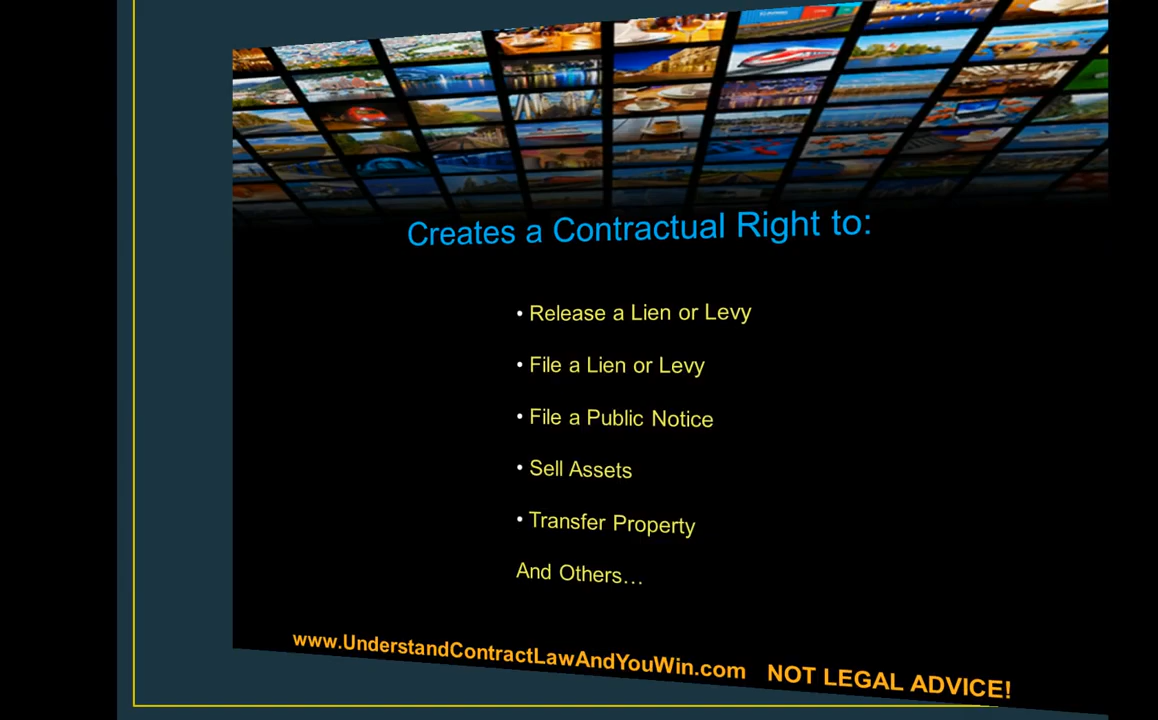 Creates a Contractual Right to:
• Release a Lien or Levy
• File a Lien or Levy
• File a Public Notice
• Sell Assets
• Transfer Property
And Others…
www.UnderstandContractLawAndYouWin.com NOT LEGAL ADVICE!